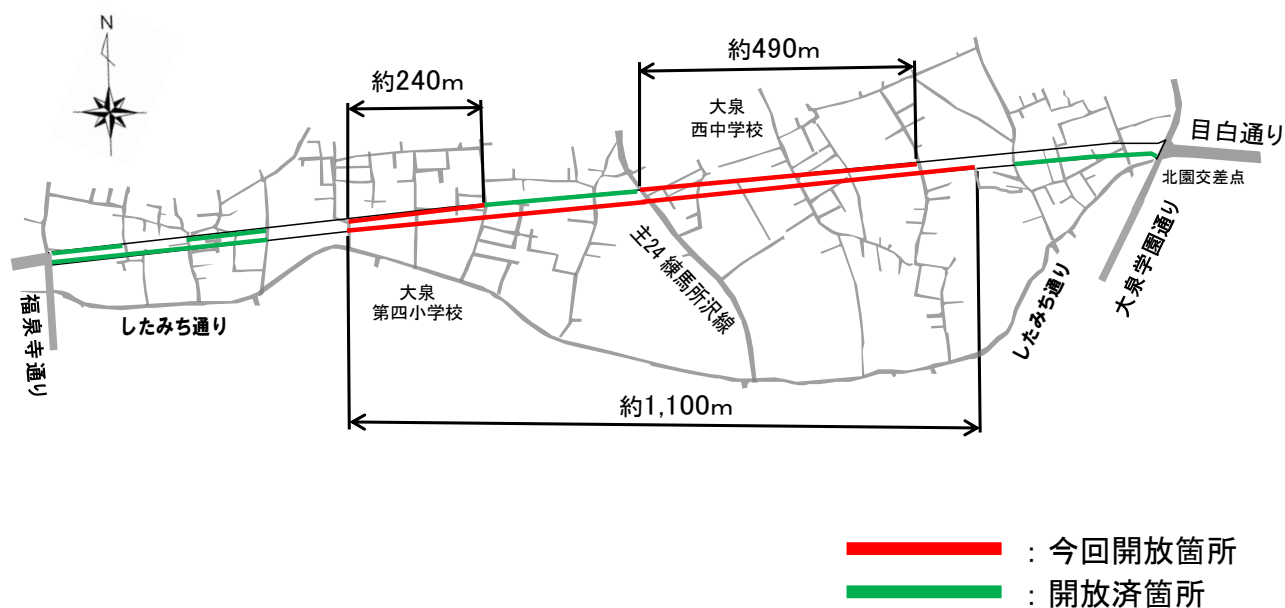 N
約240m
約490m
大泉
西中学校
目白通り
北園交差点
大泉学園通り
したみち通り
主24 練馬所沢線
大泉
第四小学校
したみち通り
福泉寺通り
約1,100m
：今回開放箇所
：開放済箇所